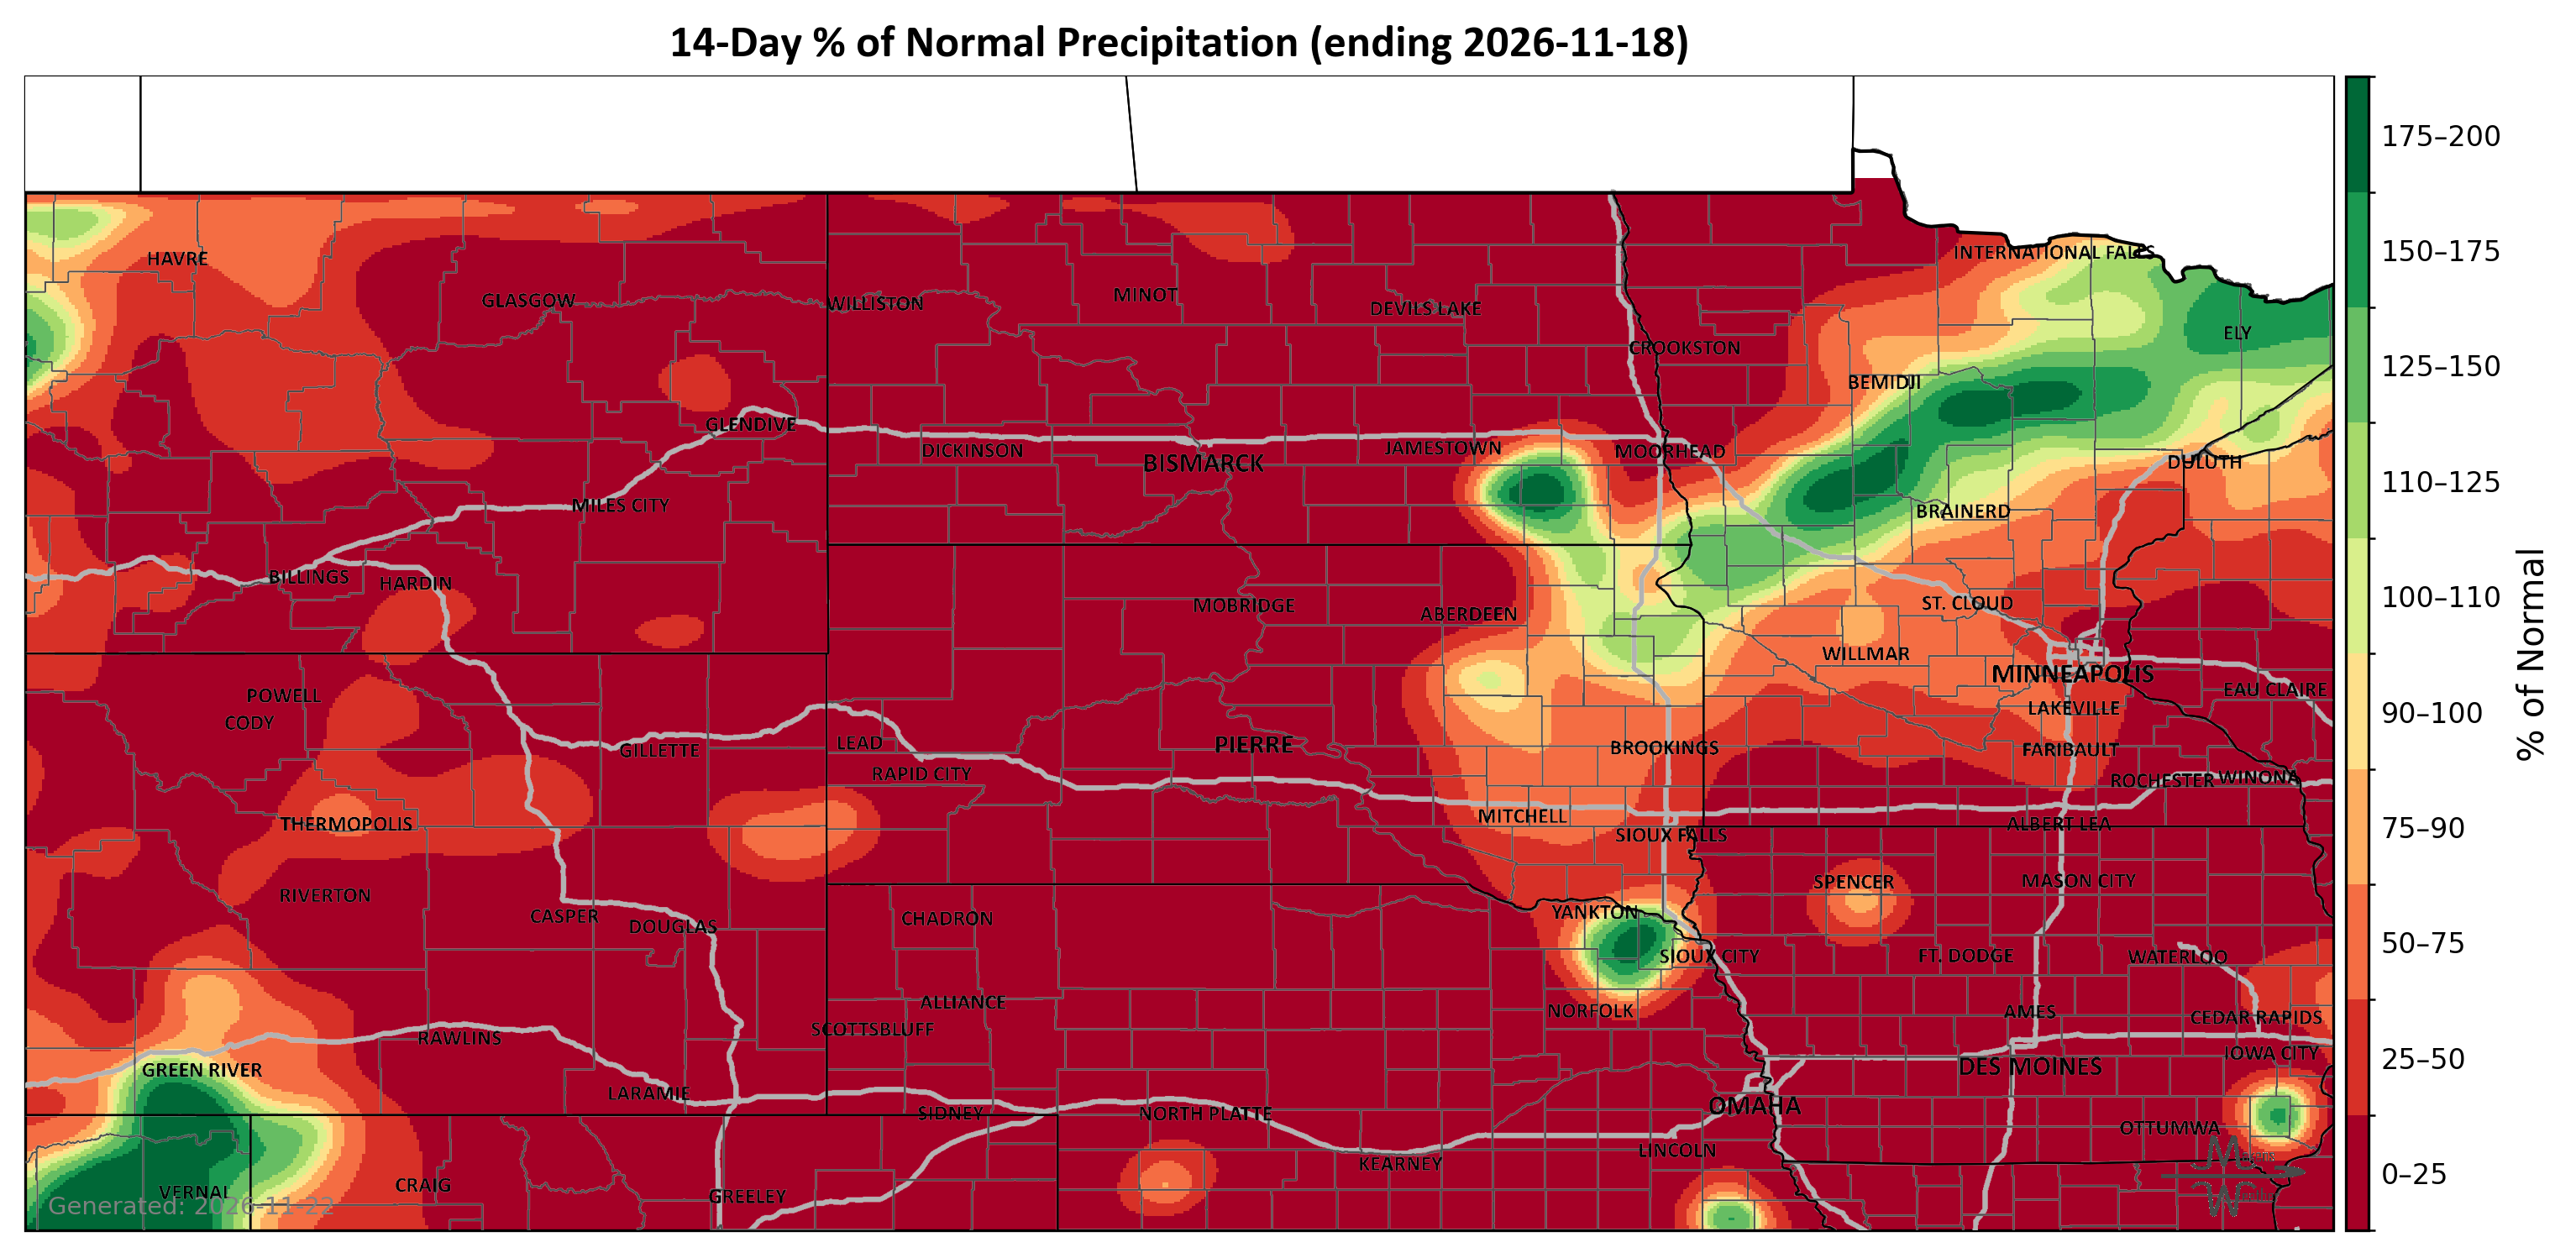 14-Day % of Normal Precipitation (ending 2026-11-18)
175–200
150–175
125–150
110–125
100–110
90–100
75–90
50–75
25–50
0–25
% of Normal
INTERNATIONAL FALLS
HAVRE
GLASGOW
WILLISTON
MINOT
DEVILS LAKE
ELY
CROOKSTON
BEMIDJI
GLENDIVE
DICKINSON
BISMARCK
JAMESTOWN
MOORHEAD
DULUTH
MILES CITY
BRAINERD
BILLINGS
HARDIN
MOBRIDGE
ABERDEEN
ST. CLOUD
WILLMAR
MINNEAPOLIS
EAU CLAIRE
POWELL
CODY
LAKEVILLE
GILLETTE
LEAD
PIERRE
BROOKINGS
FARIBAULT
RAPID CITY
ROCHESTER
WINONA
THERMOPOLIS
MITCHELL
SIOUX FALLS
ALBERT LEA
RIVERTON
SPENCER
MASON CITY
CASPER
DOUGLAS
CHADRON
YANKTON
SIOUX CITY
FT. DODGE
WATERLOO
ALLIANCE
NORFOLK
AMES
CEDAR RAPIDS
RAWLINS
SCOTTSBLUFF
IOWA CITY
GREEN RIVER
DES MOINES
LARAMIE
SIDNEY
NORTH PLATTE
OMAHA
OTTUMWA
KEARNEY
LINCOLN
VERNAL
CRAIG
GREELEY
Generated: 2026-11-22